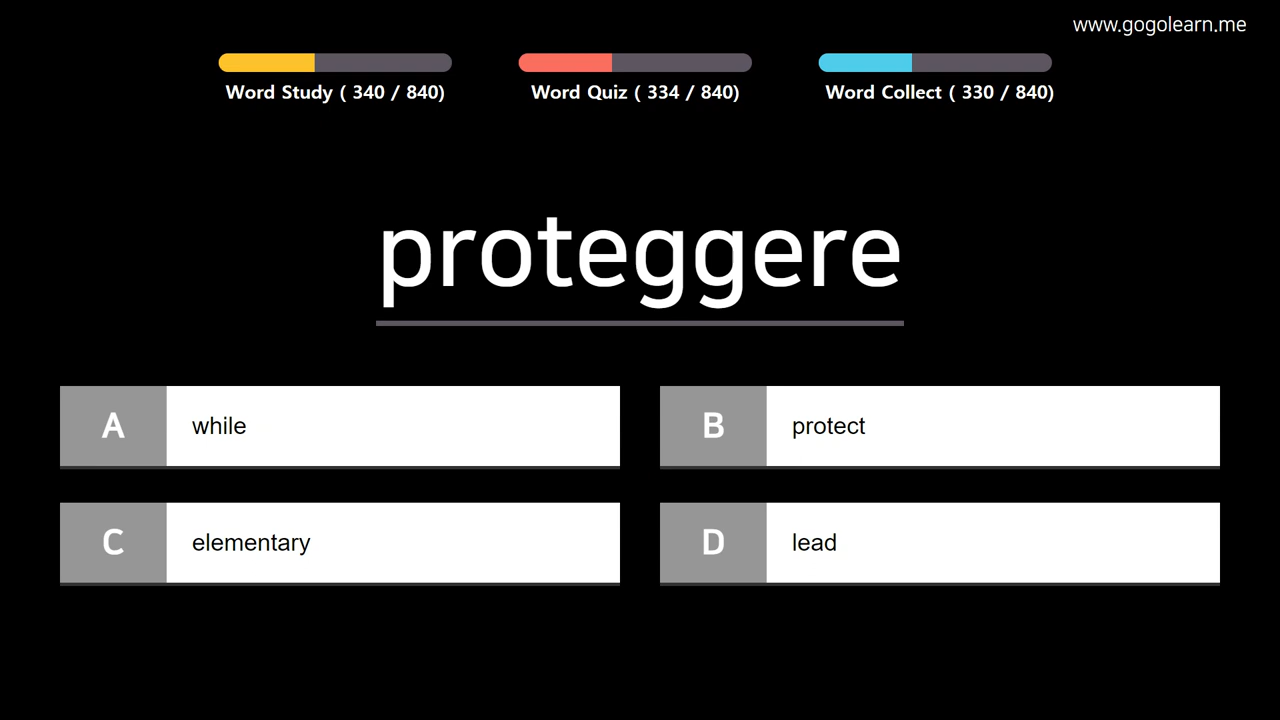 www.gogolearn.me
Word Study ( 340 / 840)
Word Quiz ( 334 / 840)
Word Collect ( 330 / 840)
proteggere
A while
B protect
C elementary
D lead